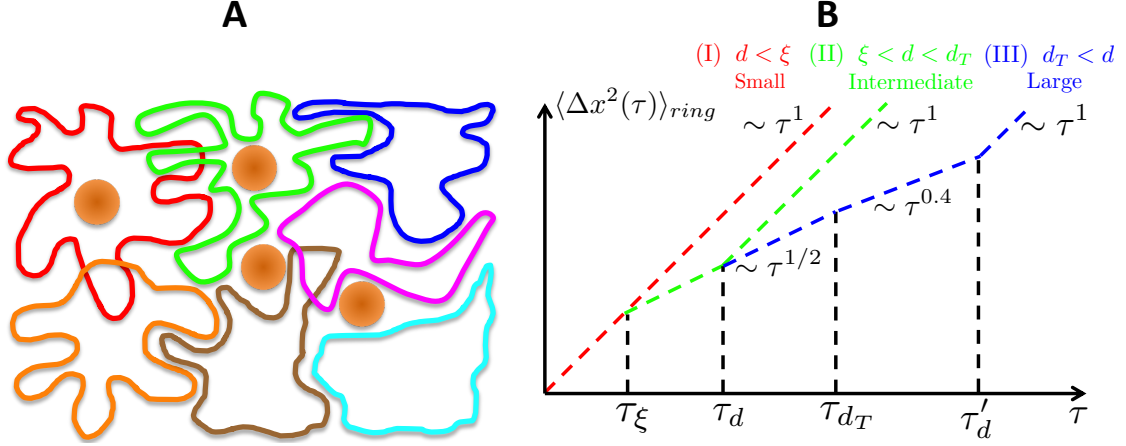 A
B
(I) d < ξ (II) ξ < d < d_T (III) d_T < d
Small Intermediate Large
⟨Δx²(τ)⟩_ring ∼ τ¹ ∼ τ¹ ∼ τ¹
∼ τ^0.4
∼ τ^1/2
τ_ξ τ_d τ_d_T τ_d′ τ